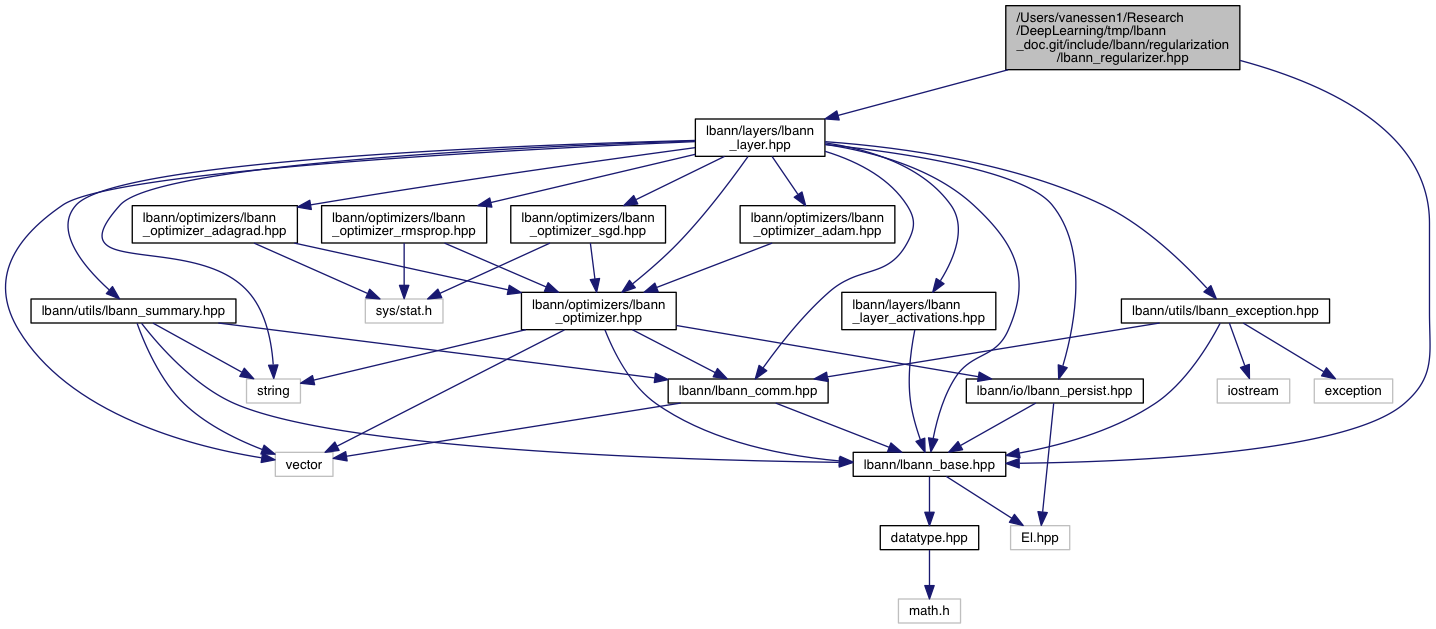 /Users/vanessen1/Research
/DeepLearning/tmp/lbann
_doc.git/include/lbann/regularization
/lbann_regularizer.hpp
lbann/layers/lbann
_layer.hpp
lbann/optimizers/lbann
_optimizer_adagrad.hpp
lbann/optimizers/lbann
_optimizer_rmsprop.hpp
lbann/optimizers/lbann
_optimizer_sgd.hpp
lbann/optimizers/lbann
_optimizer_adam.hpp
lbann/utils/lbann_summary.hpp
sys/stat.h
lbann/optimizers/lbann
_optimizer.hpp
lbann/layers/lbann
_layer_activations.hpp
lbann/utils/lbann_exception.hpp
string
lbann/lbann_comm.hpp
lbann/io/lbann_persist.hpp
iostream
exception
vector
lbann/lbann_base.hpp
datatype.hpp
El.hpp
math.h